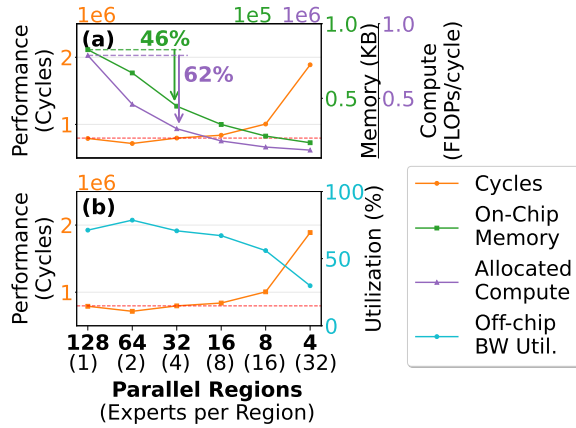 1e6
1e5
1e6
(a)
46%
62%
2
1
1.0
0.5
1.0
0.5
Performance
(Cycles)
Memory (KB)
Compute
(FLOPs/cycle)
1e6
(b)
2
1
100
50
0
Performance
(Cycles)
Utilization (%)
128 64 32 16 8 4
(1) (2) (4) (8) (16) (32)
Parallel Regions
(Experts per Region)
Cycles
On-Chip
Memory
Allocated
Compute
Off-chip
BW Util.